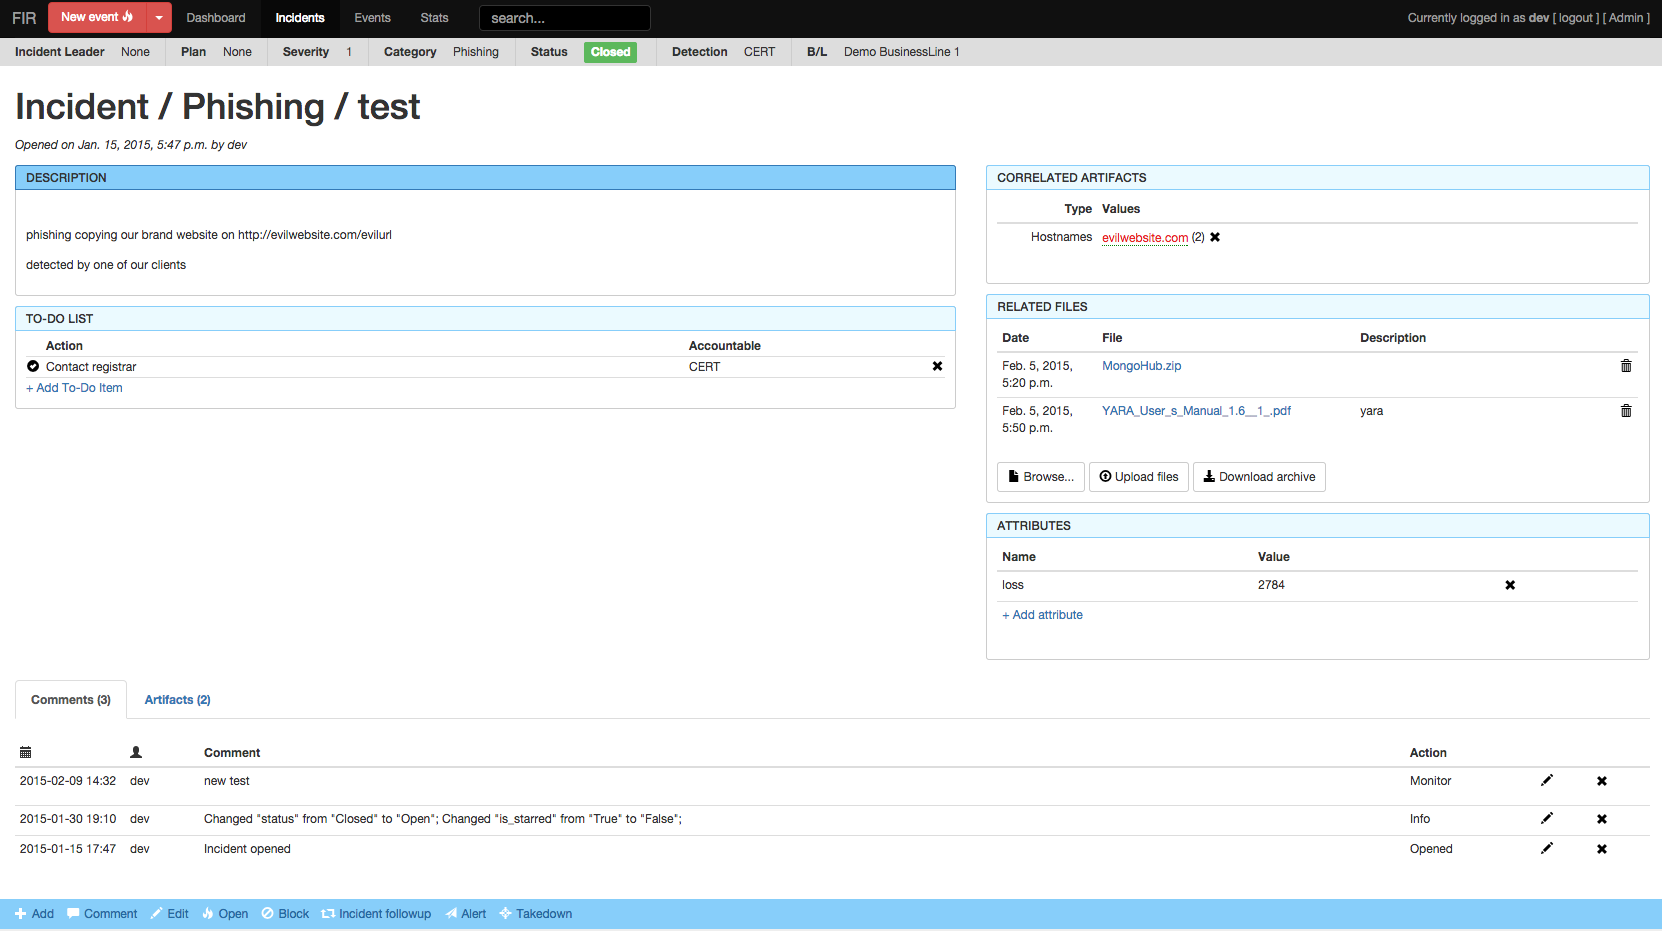 FIR New event Dashboard Incidents Events Stats search... Currently logged in as dev [ logout ] [ Admin ]
Incident Leader None Plan None Severity 1 Category Phishing Status Closed Detection CERT B/L Demo BusinessLine 1
Incident / Phishing / test
Opened on Jan. 15, 2015, 5:47 p.m. by dev
DESCRIPTION
phishing copying our brand website on http://evilwebsite.com/evilurl
detected by one of our clients
TO-DO LIST
Action Accountable
Contact registrar CERT
+ Add To-Do Item
CORRELATED ARTIFACTS
Type Values
Hostnames evilwebsite.com (2)
RELATED FILES
Date File Description
Feb. 5, 2015, MongoHub.zip
5:20 p.m.
Feb. 5, 2015, YARA_User_s_Manual_1.6__1_.pdf yara
5:50 p.m.
Browse... Upload files Download archive
ATTRIBUTES
Name Value
loss 2784
+ Add attribute
Comments (3) Artifacts (2)
Comment Action
2015-02-09 14:32 dev new test Monitor
2015-01-30 19:10 dev Changed "status" from "Closed" to "Open"; Changed "is_starred" from "True" to "False"; Info
2015-01-15 17:47 dev Incident opened Opened
Add Comment Edit Open Block Incident followup Alert Takedown